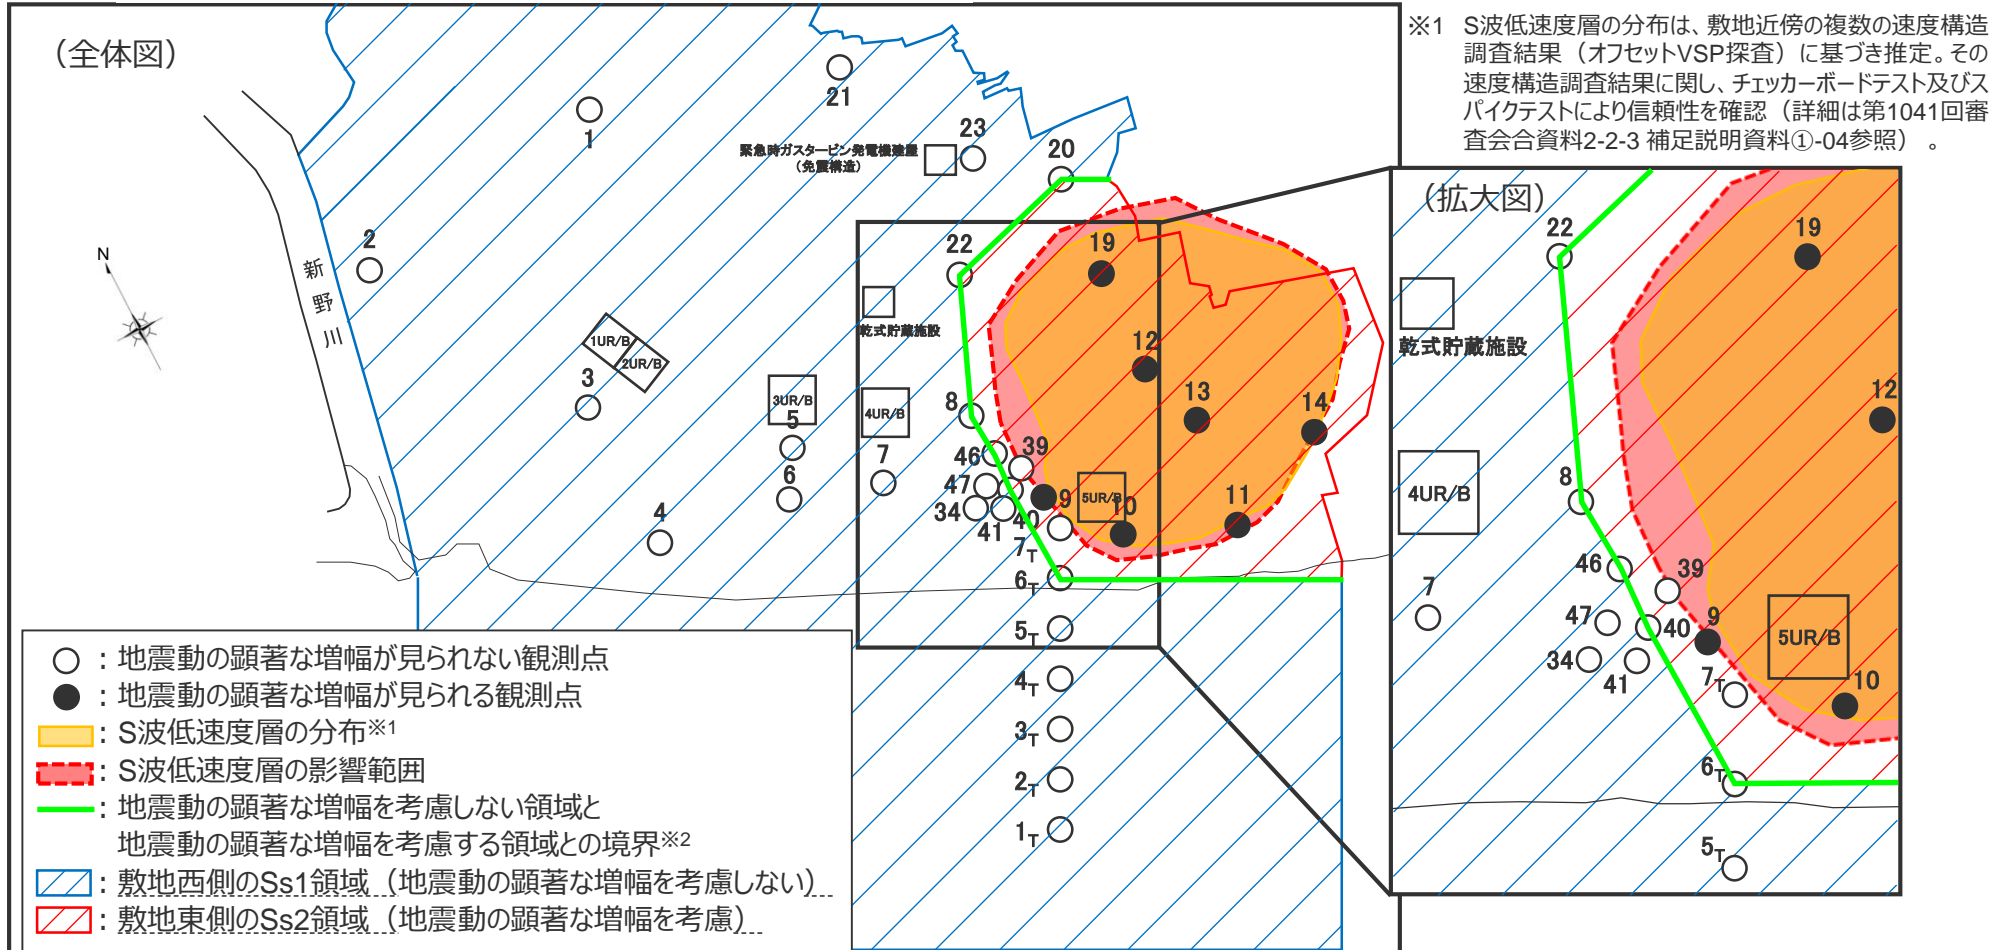 （全体図）
※1 S波低速度層の分布は、敷地近傍の複数の速度構造
調査結果（オフセットVSP探査）に基づき推定。その
速度構造調査結果に関し、チェッカーボードテスト及びス
パイクテストにより信頼性を確認（詳細は第1041回審
査会合資料2-2-3 補足説明資料①-04参照）。
21
1
23
緊急時ガスタービン発電機建屋
（免震構造）
20
2
N
新野川
22
19
乾式貯蔵施設
1UR/B
2UR/B
12
3
3UR/B
5
4UR/B
8
13
14
6
7
46
39
47
34
41
40
9
5UR/B
10
11
4
7T
6T
5T
4T
3T
2T
1T
（拡大図）
22
19
乾式貯蔵施設
12
4UR/B
8
46
39
7
47
40
9
5UR/B
34
41
7T
10
6T
5T
：地震動の顕著な増幅が見られない観測点
：地震動の顕著な増幅が見られる観測点
：S波低速度層の分布※1
：S波低速度層の影響範囲
：地震動の顕著な増幅を考慮しない領域と
地震動の顕著な増幅を考慮する領域との境界※2
：敷地西側のSs1領域（地震動の顕著な増幅を考慮しない）
：敷地東側のSs2領域（地震動の顕著な増幅を考慮）